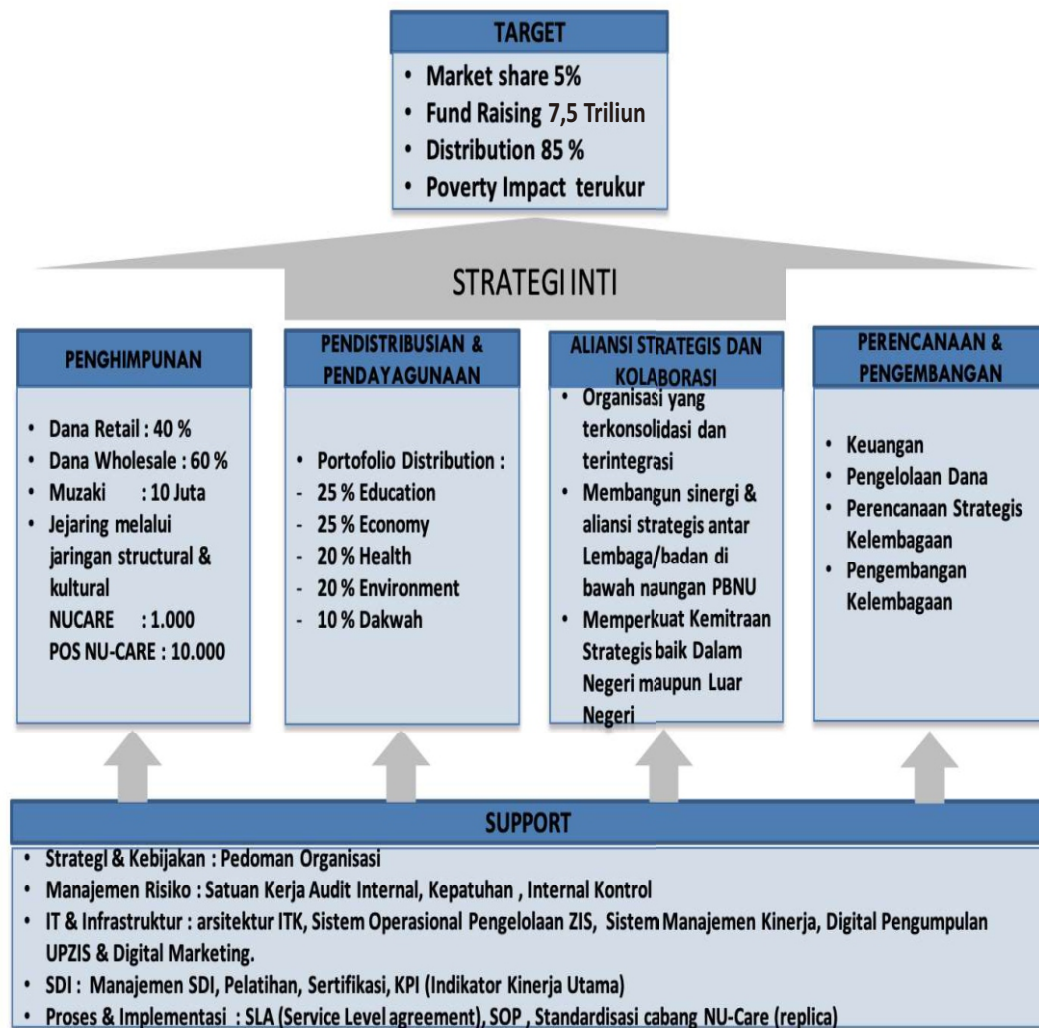 TARGET
• Market share 5%
• Fund Raising 7,5 Triliun
• Distribution 85 %
• Poverty Impact terukur
STRATEGI INTI
PENGHIMPUNAN
• Dana Retail : 40 %
• Dana Wholesale : 60 %
• Muzaki : 10 Juta
• Jejaring melalui
jaringan structural &
kultural
NUCARE : 1.000
POS NU-CARE : 10.000
PENDISTRIBUSIAN &
PENDAYAGUNAAN
• Portofolio Distribution :
- 25 % Education
- 25 % Economy
- 20 % Health
- 20 % Environment
- 10 % Dakwah
ALIANSI STRATEGIS DAN
KOLABORASI
• Organisasi yang
terkonsolidasi dan
terintegrasi
• Membangun sinergi &
aliansi strategis antar
Lembaga/badan di
bawah naungan PBNU
• Memperkuat Kemitraan
Strategis baik Dalam
Negeri maupun Luar
Negeri
PERENCANAAN &
PENGEMBANGAN
• Keuangan
• Pengelolaan Dana
• Perencanaan Strategis
Kelembagaan
• Pengembangan
Kelembagaan
SUPPORT
• Strategl & Kebijakan : Pedoman Organisasi
• Manajemen Risiko : Satuan Kerja Audit Internal, Kepatuhan , Internal Kontrol
• IT & Infrastruktur : arsitektur ITK, Sistem Operasional Pengelolaan ZIS, Sistem Manajemen Kinerja, Digital Pengumpulan
UPZIS & Digital Marketing.
• SDI : Manajemen SDI, Pelatihan, Sertifikasi, KPI (Indikator Kinerja Utama)
• Proses & Implementasi : SLA (Service Level agreement), SOP , Standardisasi cabang NU-Care (replica)